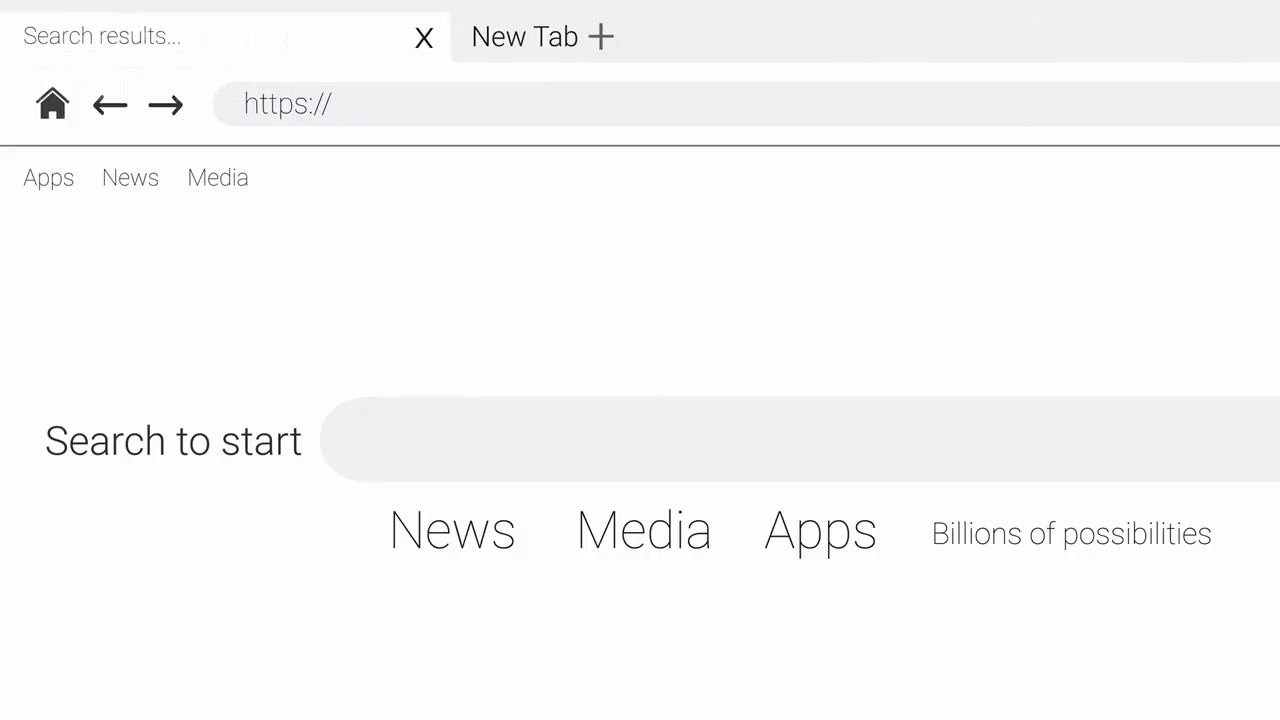 Search results... X New Tab +
https://
Apps News Media
Search to start
News Media Apps Billions of possibilities